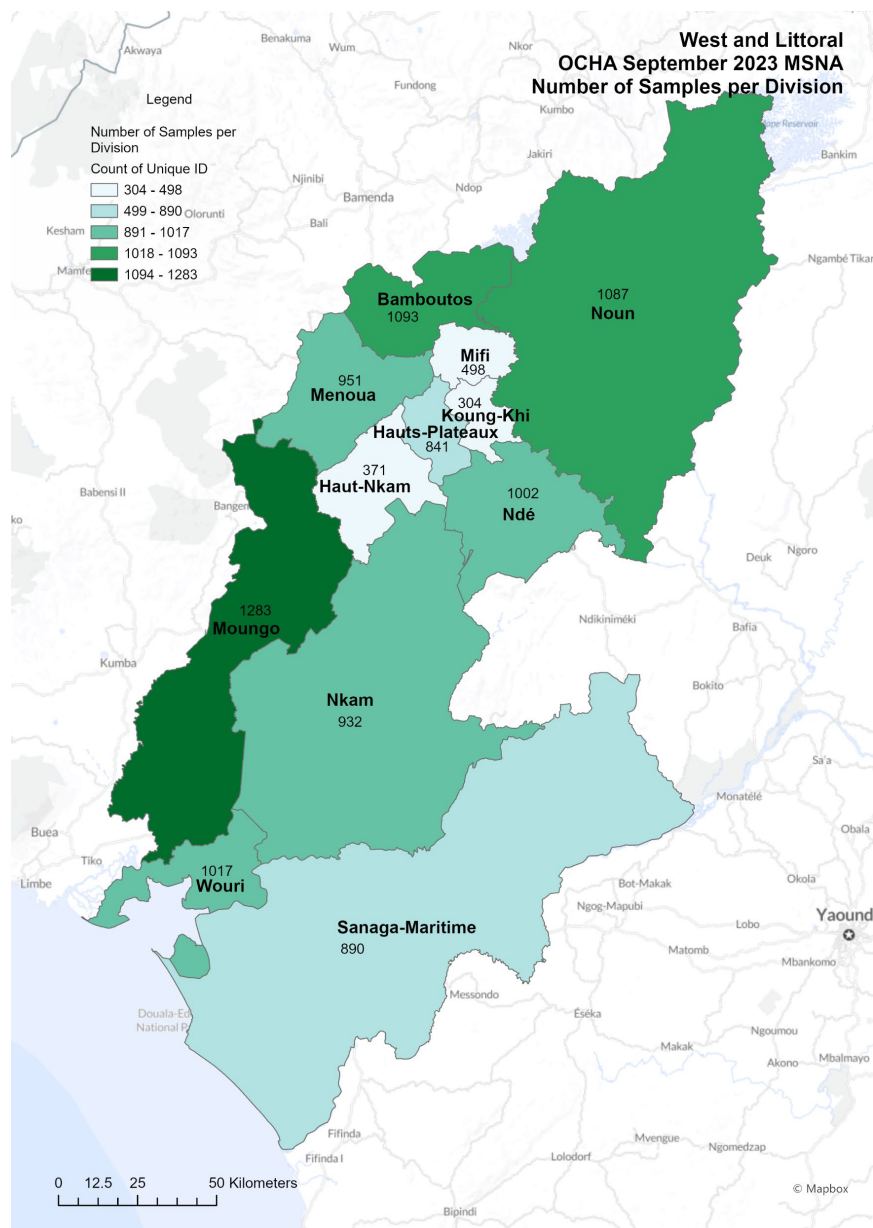 West and Littoral
OCHA September 2023 MSNA
Number of Samples per Division
Legend
Number of Samples per
Division
Count of Unique ID
304 - 498
499 - 890
891 - 1017
1018 - 1093
1094 - 1283
Akwaya
Benakuma
Wum
Nkor
Fundong
Kumbo
Bankim
Jakiri
Njinibi
Ndop
Bamenda
Olorunti
Bali
Kesham
Mamfe
Ngambé Tikar
Bamboutos
1093
1087
Noun
Mifi
498
951
Menoua
304
Koung-Khi
Hauts-Plateaux
841
371
Haut-Nkam
1002
Ndé
Babensi II
Bangem
Deuk
Ngoro
Ndikiniméki
Bafia
1283
Moungo
Kumba
Bokito
Nkam
932
Sa'a
Monatélé
Buea
Obala
Tiko
Limbe
1017
Wouri
Bot-Makak
Okola
Ngog-Mapubi
Yaound
Lobo
Sanaga-Maritime
890
Matomb
Mbankomo
Messondo
Douala-Ed
National P
Éséka
Ngoumou
Makak
Akono
Mbalmayo
Fifinda
Mvengue
Ngomedzap
Fifinda I
Lolodorf
0 12.5 25 50 Kilometers
© Mapbox
Bipindi